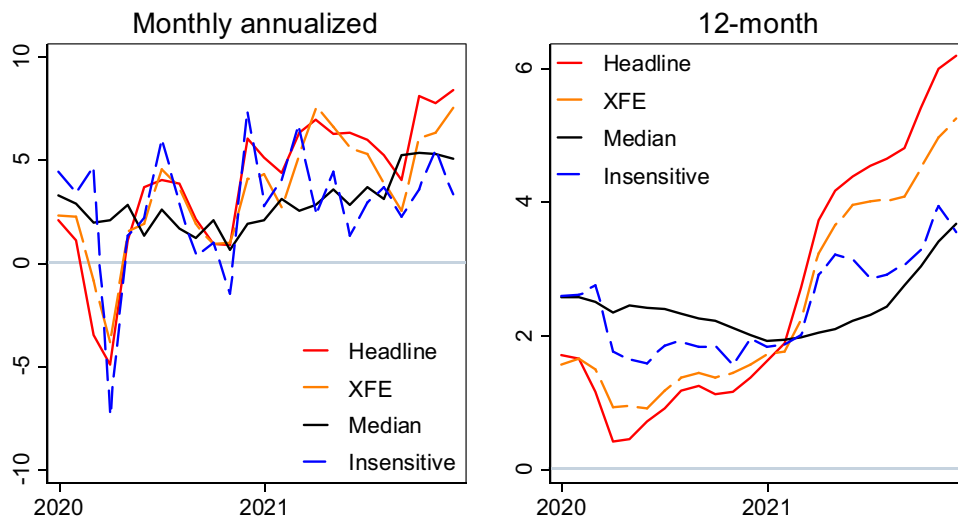 Monthly annualized
10
5
0
-5
-10
2020
2021
Headline
XFE
Median
Insensitive
12-month
Headline
XFE
Median
Insensitive
6
4
2
0
2020
2021